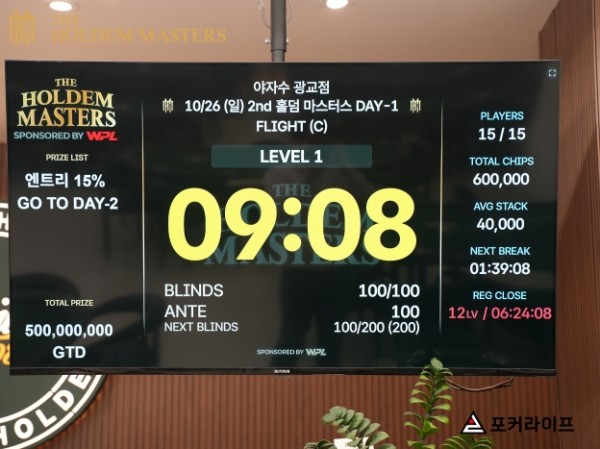 THE
HOLDEM MASTERS
THE
HOLDEM
MASTERS
SPONSORED BY WPL
PRIZE LIST
엔트리 15%
GO TO DAY-2
TOTAL PRIZE
500,000,000
GTD
야자수 광교점
10/26 (일) 2nd 홀덤 마스터스 DAY-1
FLIGHT (C)
LEVEL 1
THE
HOLDEM
MASTERS
09:08
BLINDS 100/100
ANTE 100
NEXT BLINDS 100/200 (200)
SPONSORED BY WPL
PLAYERS
15 / 15
TOTAL CHIPS
600,000
AVG STACK
40,000
NEXT BREAK
01:39:08
REG CLOSE
12LV / 06:24:08
HOLDE
포커라이프